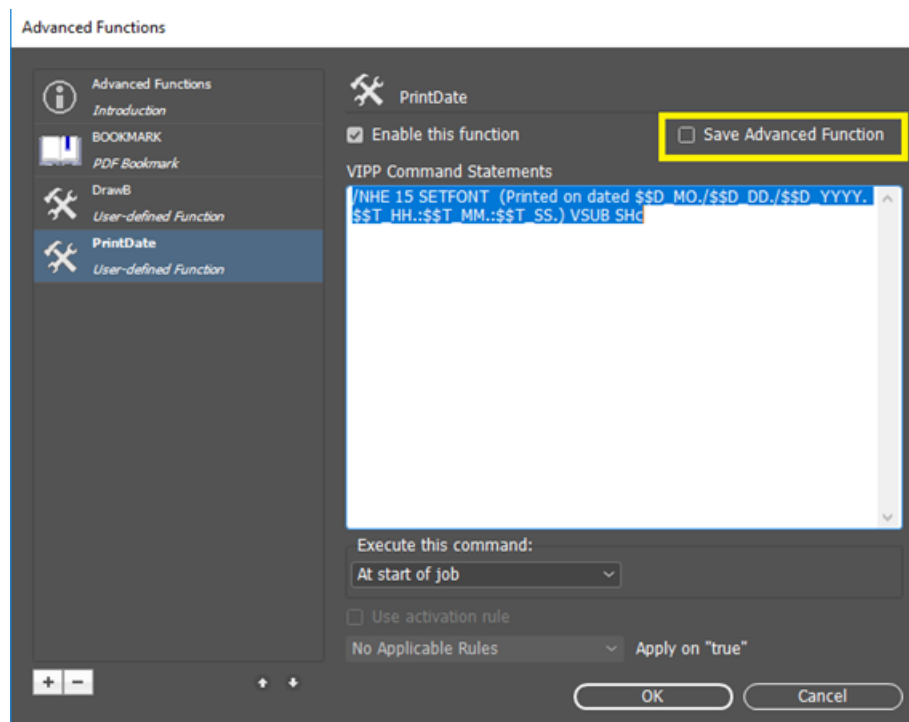 Advanced Functions
Advanced Functions
Introduction
BOOKMARK
PDF Bookmark
DrawB
User-defined Function
PrintDate
User-defined Function
PrintDate
Enable this function
Save Advanced Function
VIPP Command Statements
/NHE 15 SETFONT (Printed on dated $$D_MO./$$D_DD./$$D_YYYY.
$$T_HH.:$$T_MM.:$$T_SS.) VSUB SHc
Execute this command:
At start of job
Use activation rule
No Applicable Rules
Apply on "true"
OK
Cancel